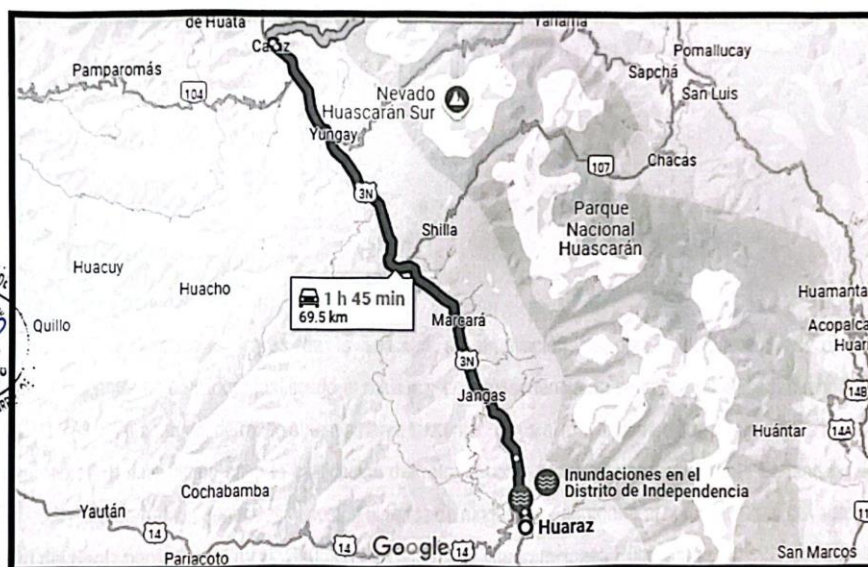 de Huata
Yanama
Caraz
Pamparomás
104
Nevado
Huascarán Sur
Pomallucay
Sapchá
San Luis
Yungay
107
Chacas
3N
Parque
Nacional
Huascarán
Shilla
Huacuy
Huacho
1 h 45 min
69.5 km
Quillo
Marcará
Huamanta
Acopalca
Huari
3N
Jangas
14B
14A
Huántar
Inundaciones en el
Distrito de Independencia
Cochabamba
Yaután
14
Huaraz
14
Google
14
Pariacoto
San Marcos